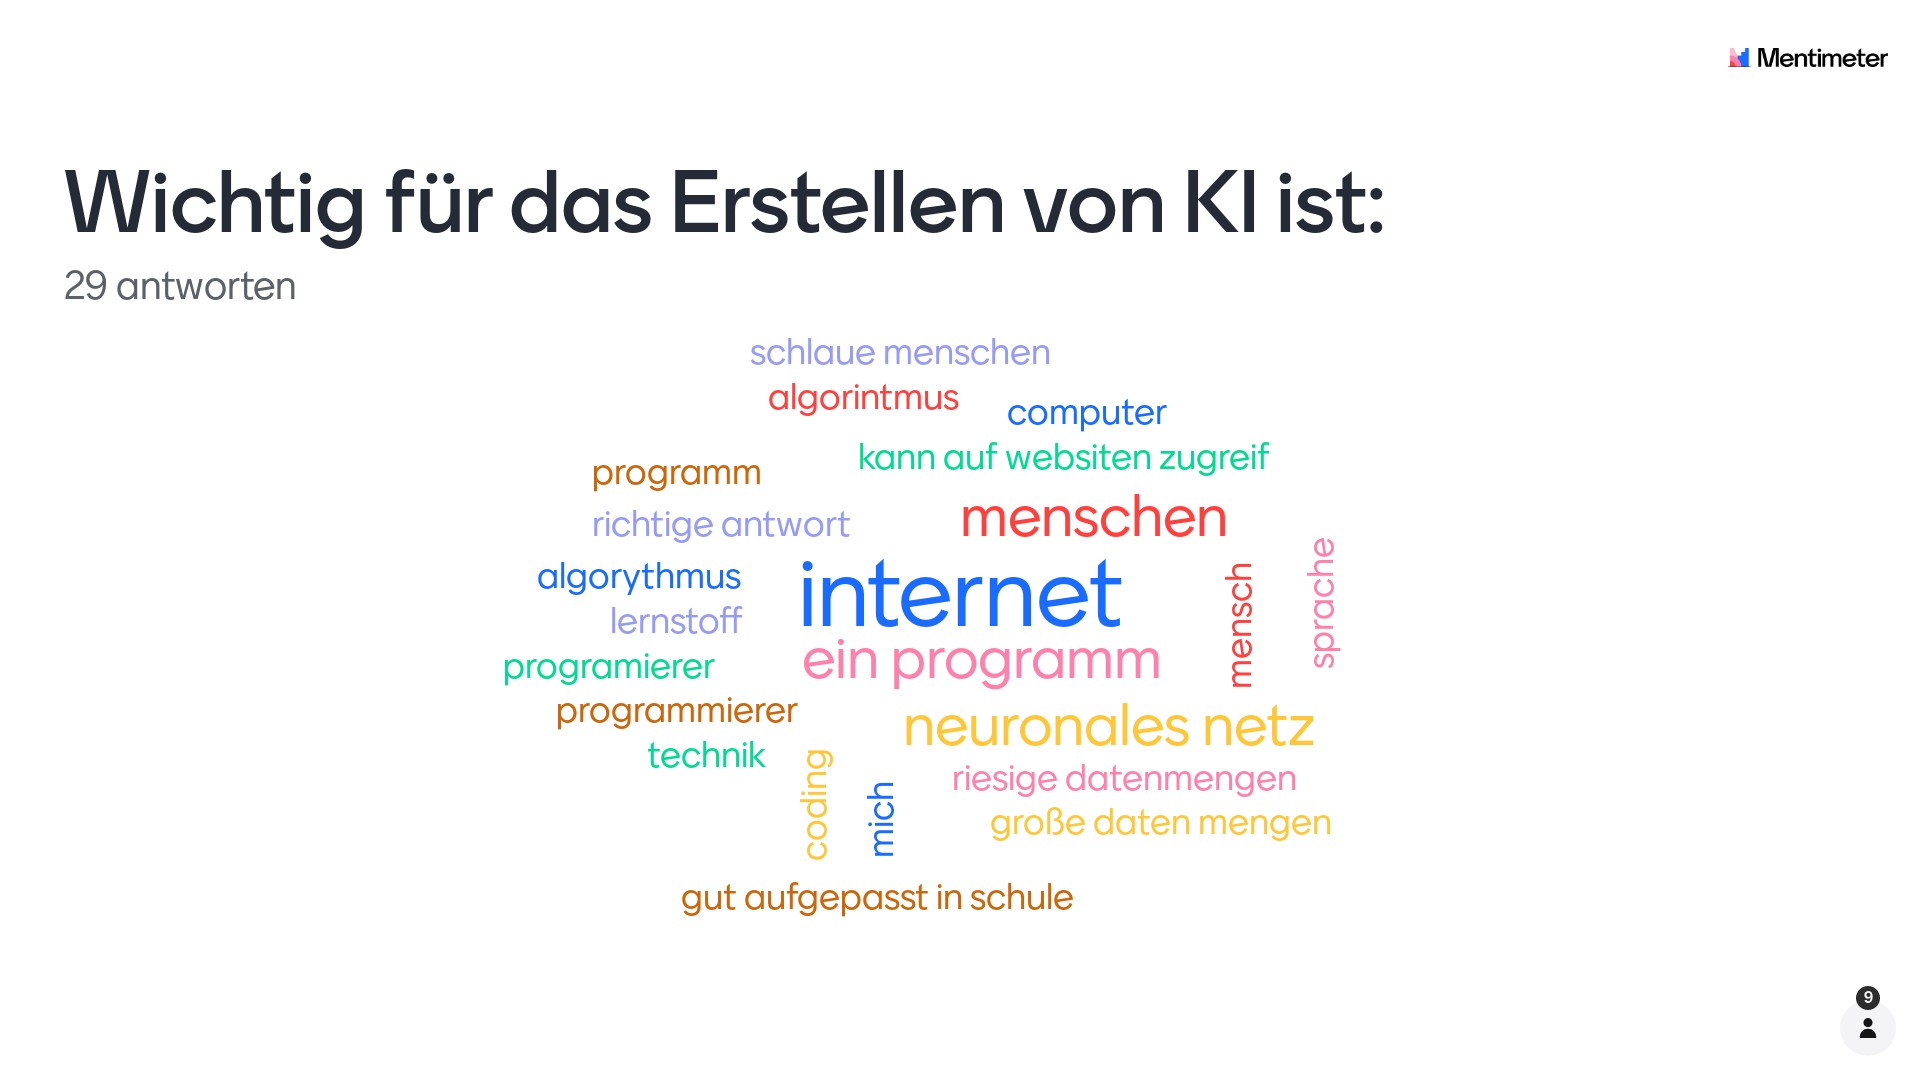 Mentimeter
Wichtig für das Erstellen von KI ist:
29 antworten
schlaue menschen
algorintmus
computer
kann auf websiten zugreif
programm
menschen
richtige antwort
sprache
internet
mensch
algorythmus
lernstoff
ein programm
programierer
programmierer
neuronales netz
technik
coding
mich
riesige datenmengen
große daten mengen
gut aufgepasst in schule
9